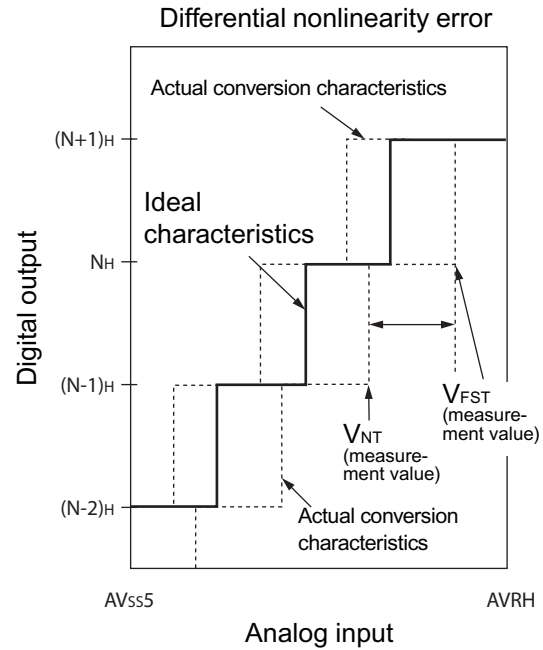 Differential nonlinearity error
Actual conversion characteristics
(N+1)H
Ideal
characteristics
NH
Digital output
(N-1)H
VFST
(measure-
ment value)
VNT
(measure-
ment value)
(N-2)H
Actual conversion
characteristics
AVss5
AVRH
Analog input